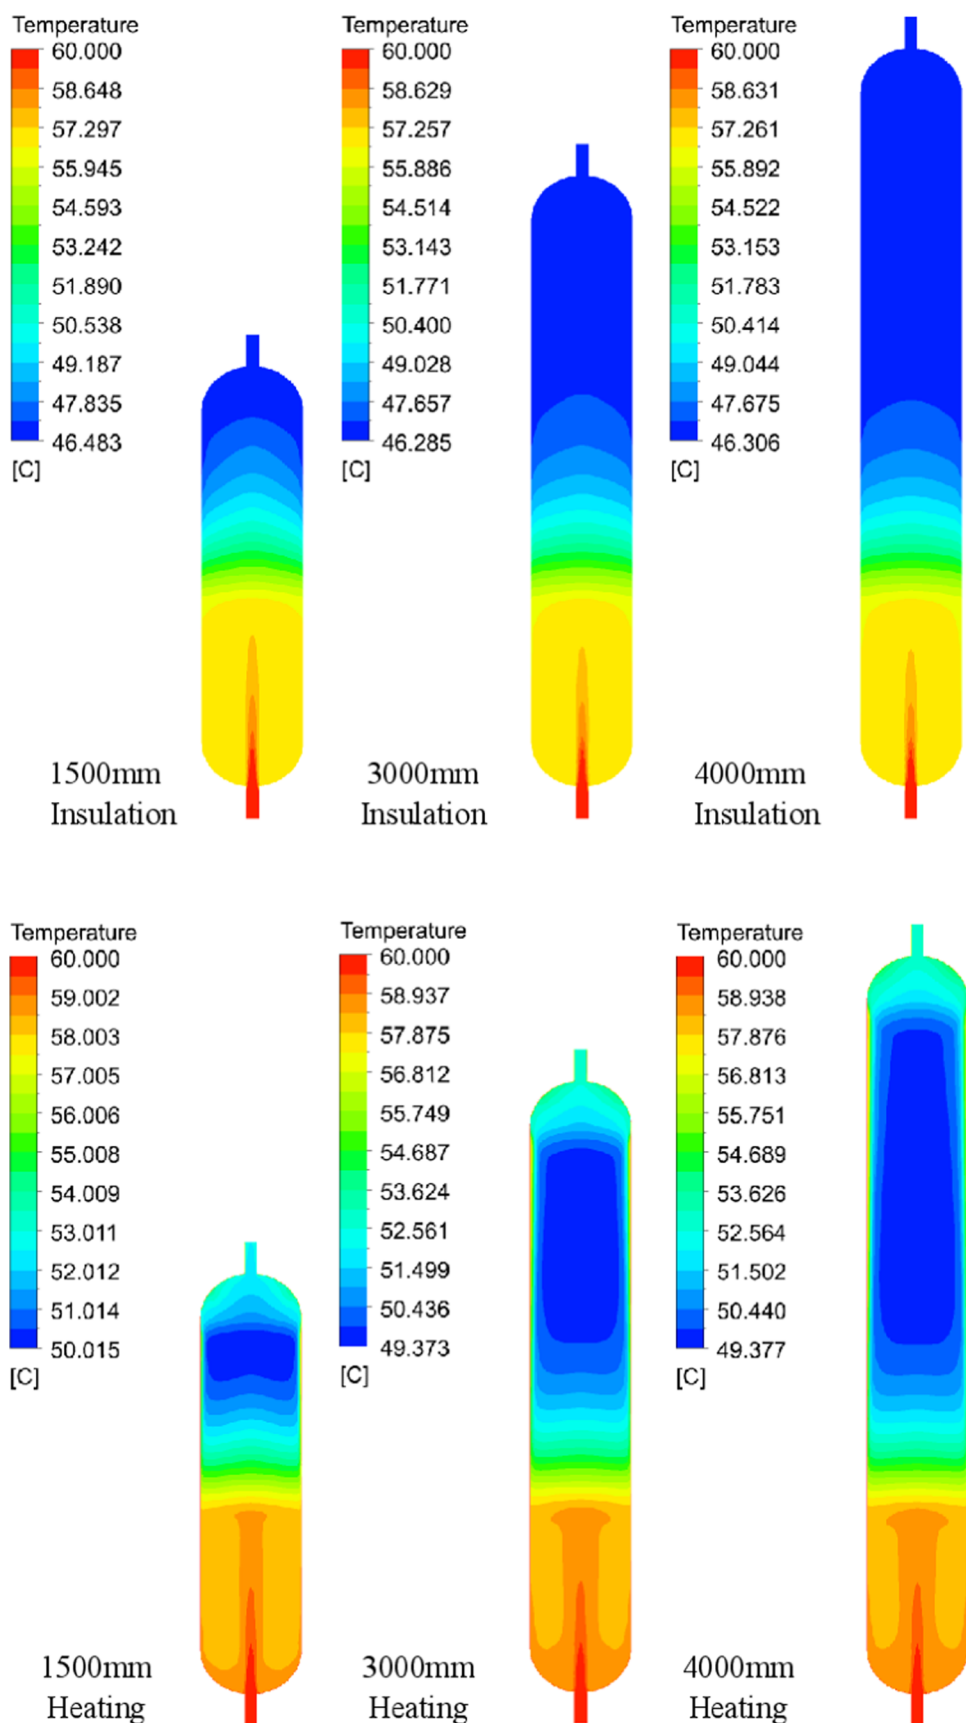 Temperature
60.000
58.648
57.297
55.945
54.593
53.242
51.890
50.538
49.187
47.835
46.483
[C]
1500mm
Insulation
Temperature
60.000
58.629
57.257
55.886
54.514
53.143
51.771
50.400
49.028
47.657
46.285
[C]
3000mm
Insulation
Temperature
60.000
58.631
57.261
55.892
54.522
53.153
51.783
50.414
49.044
47.675
46.306
[C]
4000mm
Insulation
Temperature
60.000
59.002
58.003
57.005
56.006
55.008
54.009
53.011
52.012
51.014
50.015
[C]
1500mm
Heating
Temperature
60.000
58.937
57.875
56.812
55.749
54.687
53.624
52.561
51.499
50.436
49.373
[C]
3000mm
Heating
Temperature
60.000
58.938
57.876
56.813
55.751
54.689
53.626
52.564
51.502
50.440
49.377
[C]
4000mm
Heating